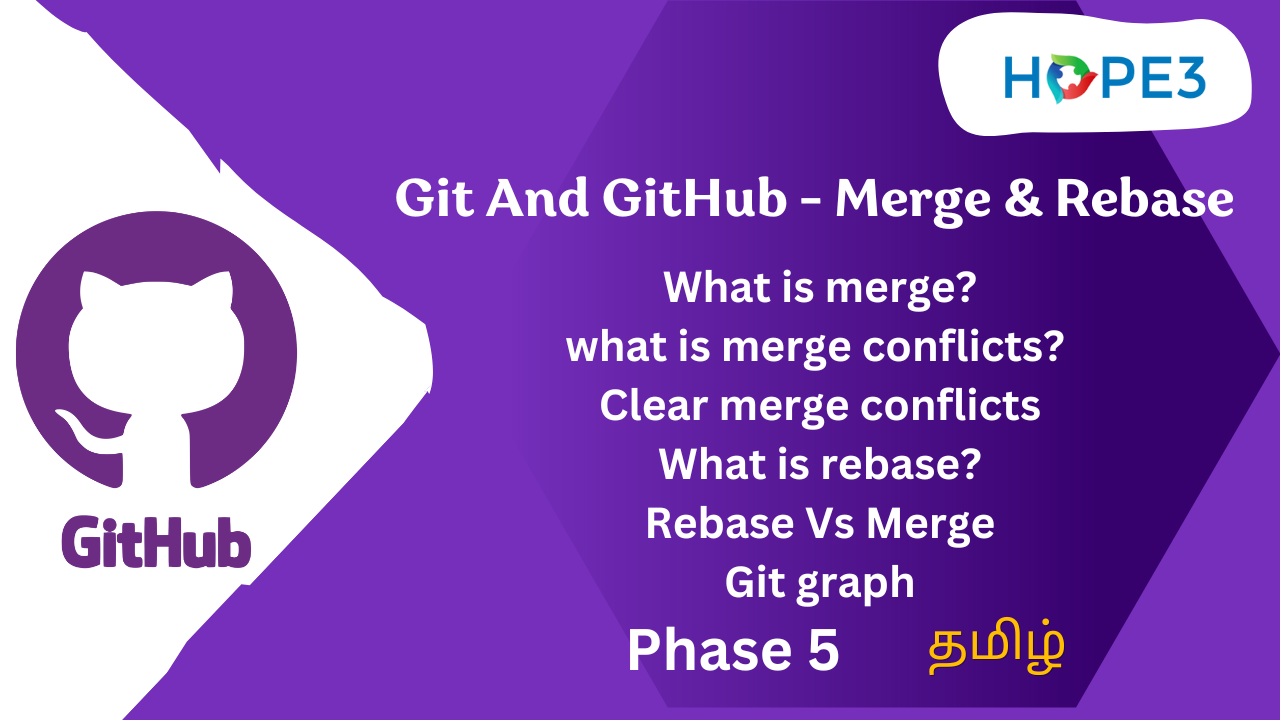 HOPE3
Git And GitHub - Merge & Rebase
What is merge?
what is merge conflicts?
Clear merge conflicts
What is rebase?
Rebase Vs Merge
Git graph
Phase 5
தமிழ்
GitHub